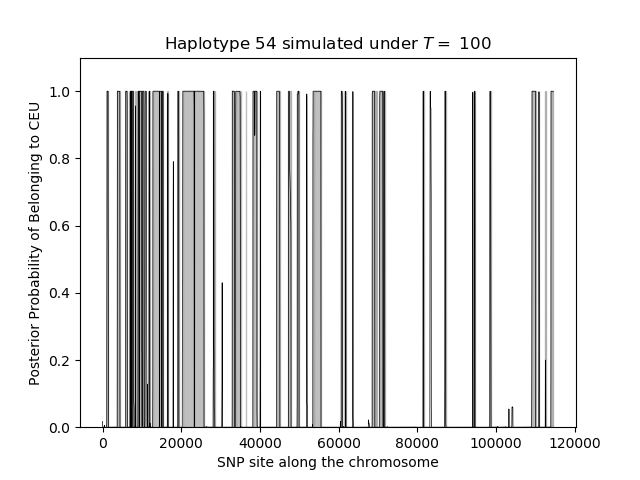 Haplotype 54 simulated under T = 100
Posterior Probability of Belonging to CEU
1.0
0.8
0.6
0.4
0.2
0.0
0 20000 40000 60000 80000 100000 120000
SNP site along the chromosome